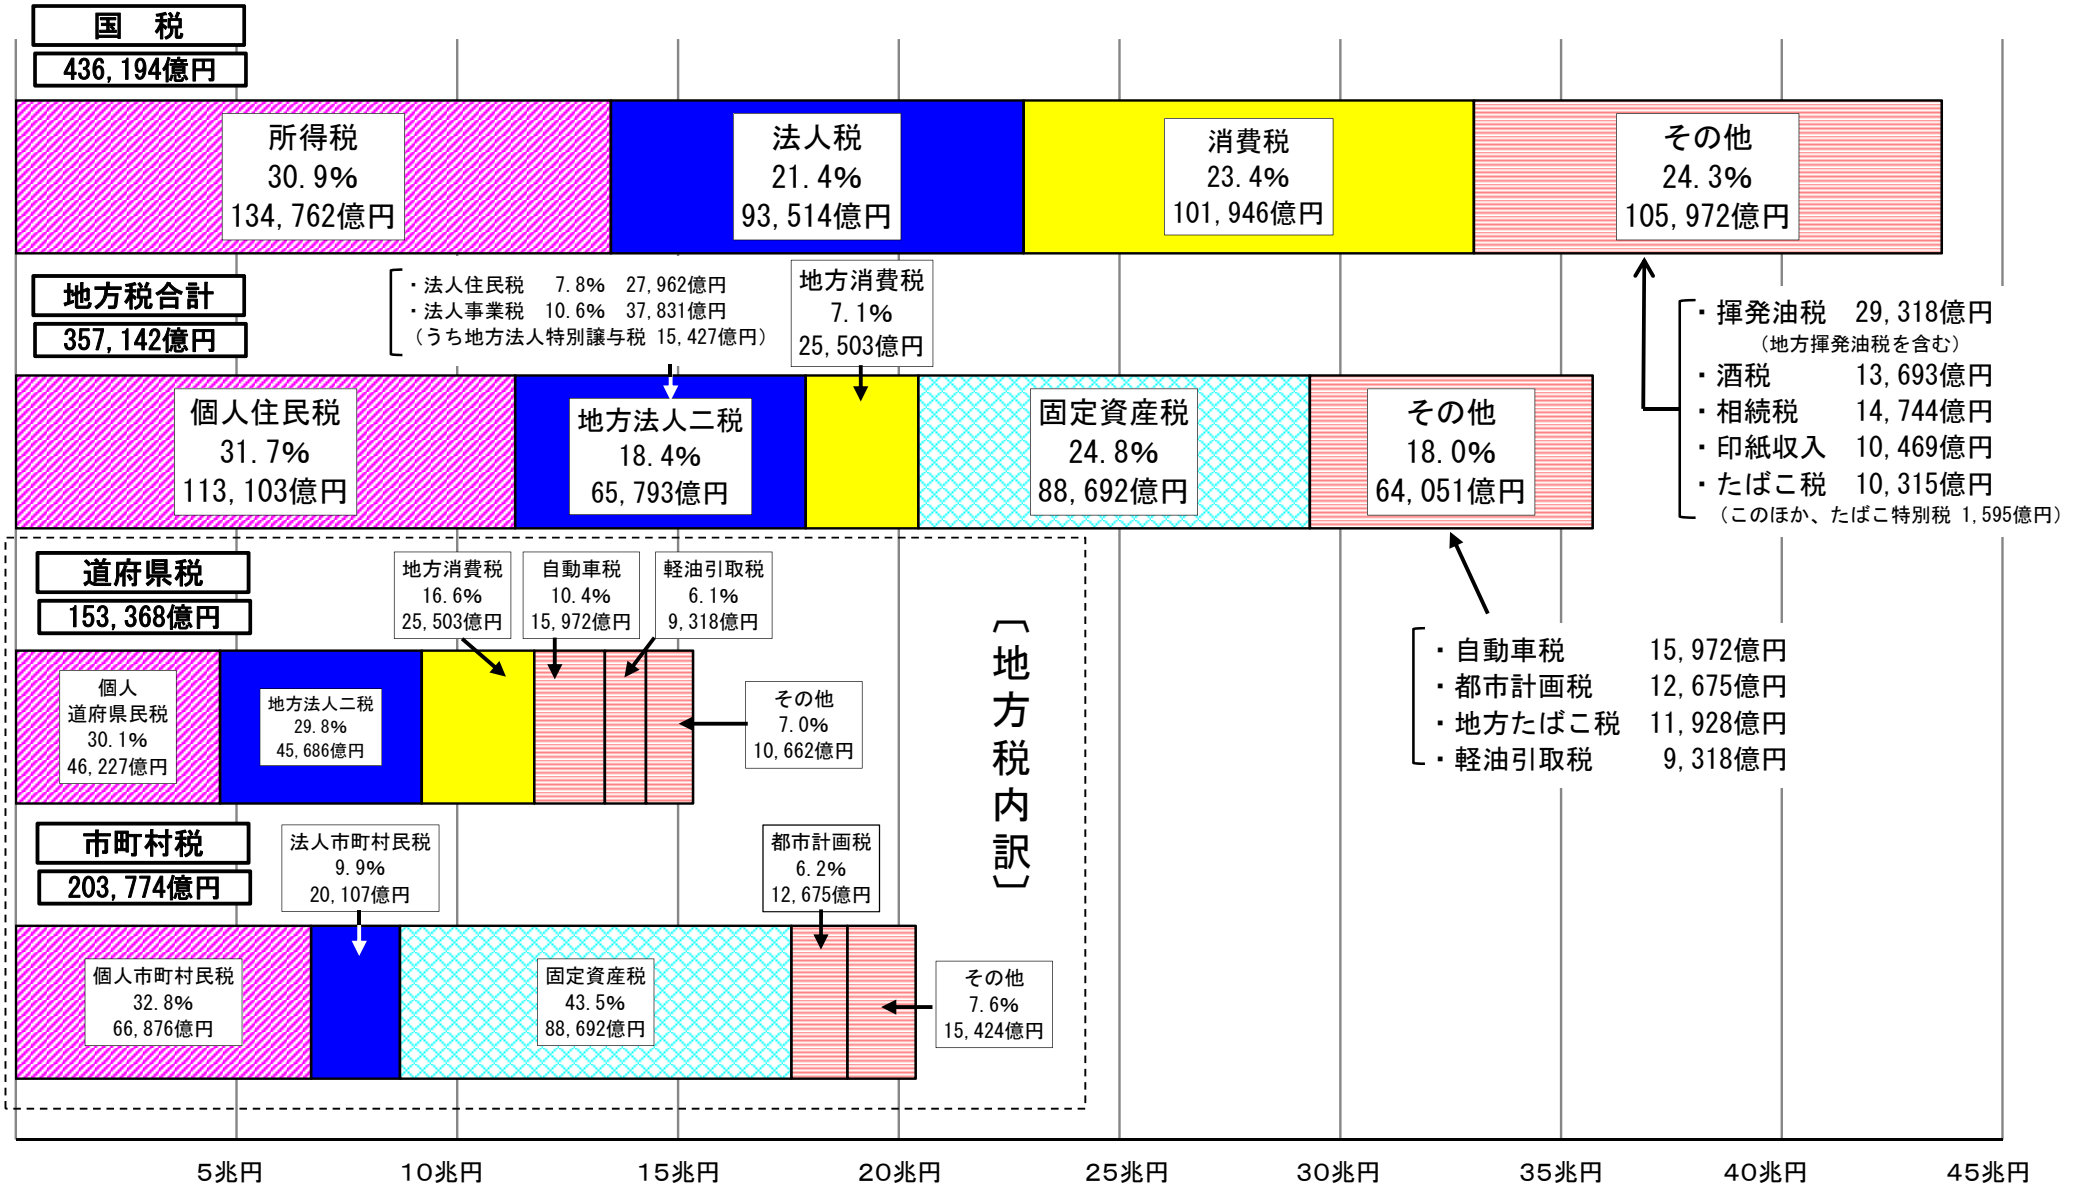 国　税
436,194億円
所得税
30.9%
134,762億円
法人税
21.4%
93,514億円
消費税
23.4%
101,946億円
その他
24.3%
105,972億円
・揮発油税　29,318億円
（地方揮発油税を含む）
・酒税　13,693億円
・相続税　14,744億円
・印紙収入　10,469億円
・たばこ税　10,315億円
（このほか、たばこ特別税 1,595億円）
地方税合計
357,142億円
・法人住民税　7.8%　27,962億円
・法人事業税　10.6%　37,831億円
（うち地方法人特別譲与税 15,427億円）
地方消費税
7.1%
25,503億円
個人住民税
31.7%
113,103億円
地方法人二税
18.4%
65,793億円
固定資産税
24.8%
88,692億円
その他
18.0%
64,051億円
・自動車税　15,972億円
・都市計画税　12,675億円
・地方たばこ税　11,928億円
・軽油引取税　9,318億円
道府県税
153,368億円
地方消費税
16.6%
25,503億円
自動車税
10.4%
15,972億円
軽油引取税
6.1%
9,318億円
個人
道府県民税
30.1%
46,227億円
地方法人二税
29.8%
45,686億円
その他
7.0%
10,662億円
〔地方税内訳〕
市町村税
203,774億円
法人市町村民税
9.9%
20,107億円
都市計画税
6.2%
12,675億円
個人市町村民税
32.8%
66,876億円
固定資産税
43.5%
88,692億円
その他
7.6%
15,424億円
5兆円　10兆円　15兆円　20兆円　25兆円　30兆円　35兆円　40兆円　45兆円